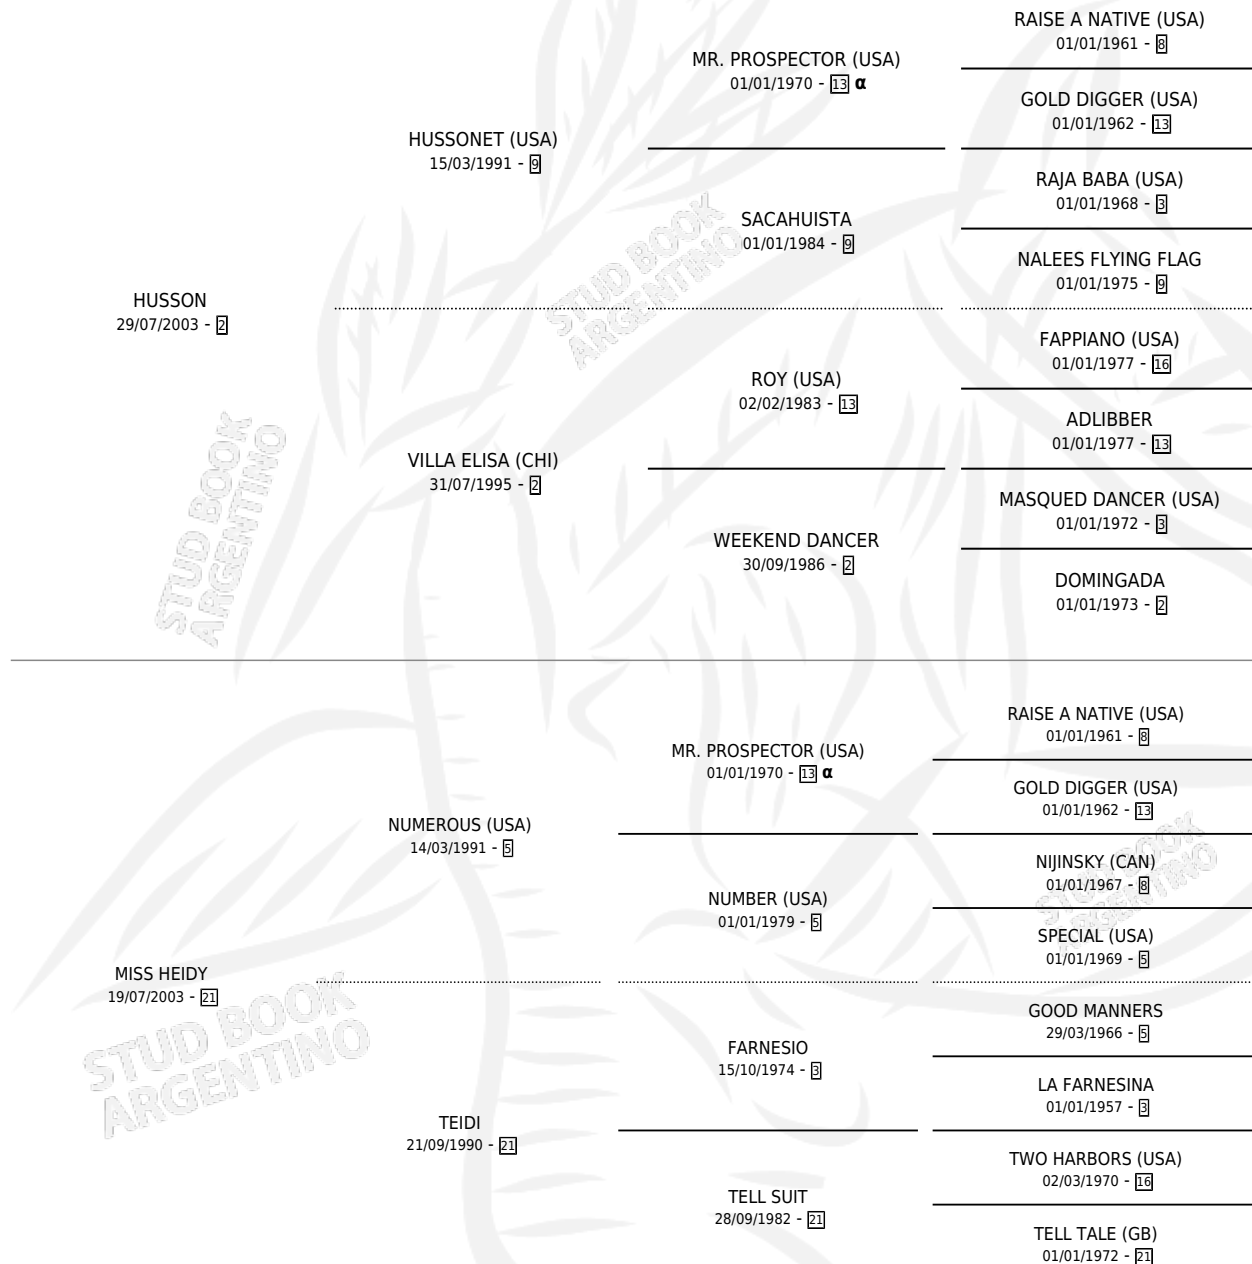 RAISE A NATIVE (USA)
01/01/1961 - 8
MR. PROSPECTOR (USA)
01/01/1970 - 13 α
GOLD DIGGER (USA)
01/01/1962 - 13
HUSSONET (USA)
15/03/1991 - 9
RAJA BABA (USA)
01/01/1968 - 3
SACAHUISTA
01/01/1984 - 9
NALEES FLYING FLAG
01/01/1975 - 9
HUSSON
29/07/2003 - 2
FAPPIANO (USA)
01/01/1977 - 16
ROY (USA)
02/02/1983 - 13
ADLIBBER
01/01/1977 - 13
VILLA ELISA (CHI)
31/07/1995 - 2
MASQUED DANCER (USA)
01/01/1972 - 3
WEEKEND DANCER
30/09/1986 - 2
DOMINGADA
01/01/1973 - 2
RAISE A NATIVE (USA)
01/01/1961 - 8
MR. PROSPECTOR (USA)
01/01/1970 - 13 α
GOLD DIGGER (USA)
01/01/1962 - 13
NUMEROUS (USA)
14/03/1991 - 5
NIJINSKY (CAN)
01/01/1967 - 8
NUMBER (USA)
01/01/1979 - 5
SPECIAL (USA)
01/01/1969 - 5
MISS HEIDY
19/07/2003 - 21
GOOD MANNERS
29/03/1966 - 5
FARNESIO
15/10/1974 - 3
LA FARNESINA
01/01/1957 - 3
TEIDI
21/09/1990 - 21
TWO HARBORS (USA)
02/03/1970 - 16
TELL SUIT
28/09/1982 - 21
TELL TALE (GB)
01/01/1972 - 21
STUD BOOK
ARGENTINO
STUD BOOK
ARGENTINO
STUD BOOK
ARGENTINO
STUD BOOK
ARGENTINO